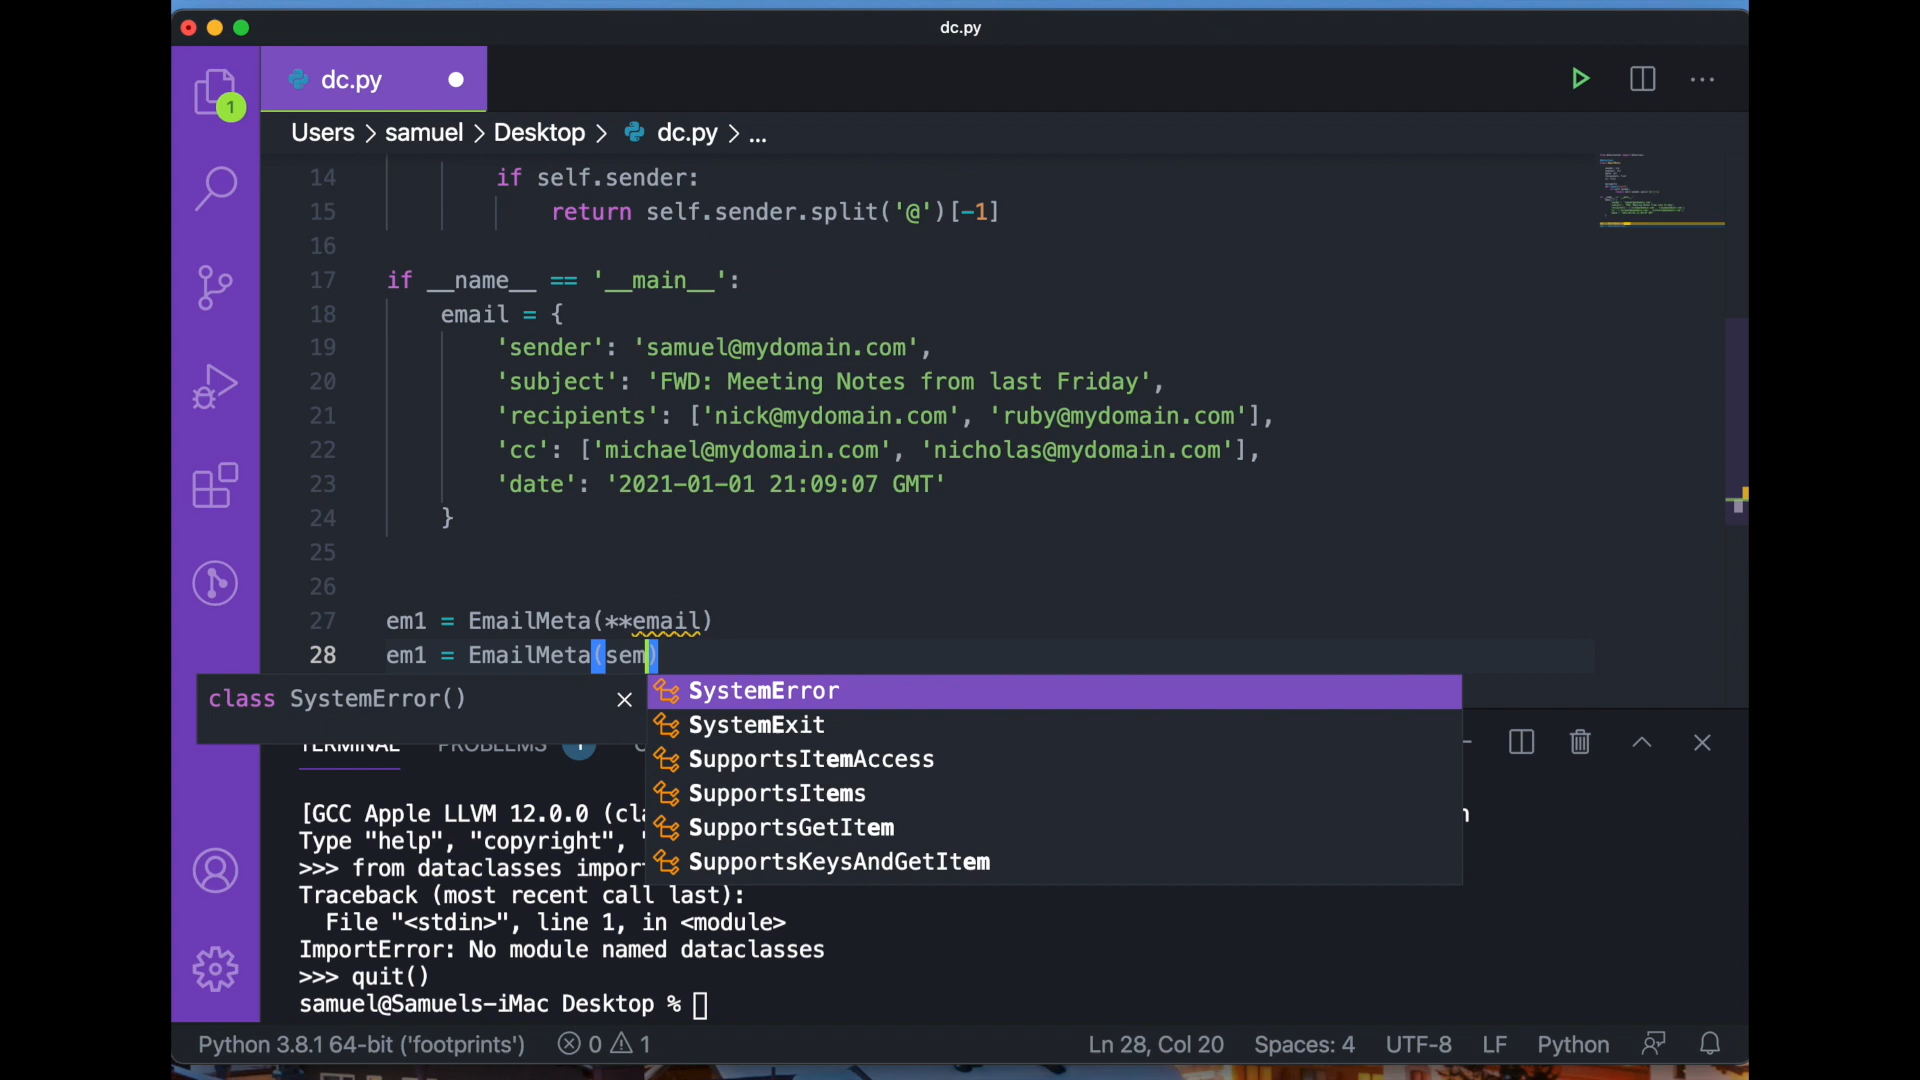 dc.py
dc.py
1
Users > samuel > Desktop > dc.py > ...
14 if self.sender:
15 return self.sender.split('@')[-1]
16
17 if __name__ == '__main__':
18 email = {
19 'sender': 'samuel@mydomain.com',
20 'subject': 'FWD: Meeting Notes from last Friday',
21 'recipients': ['nick@mydomain.com', 'ruby@mydomain.com'],
22 'cc': ['michael@mydomain.com', 'nicholas@mydomain.com'],
23 'date': '2021-01-01 21:09:07 GMT'
24 }
25
26
27 em1 = EmailMeta(**email)
28 em1 = EmailMeta(sem)
class SystemError()
SystemError
SystemExit
SupportsItemAccess
SupportsItems
SupportsGetItem
SupportsKeysAndGetItem
TERMINAL PROBLEMS 1
[GCC Apple LLVM 12.0.0 (cla
Type "help", "copyright",
>>> from dataclasses impor
Traceback (most recent call last):
File "<stdin>", line 1, in <module>
ImportError: No module named dataclasses
>>> quit()
samuel@Samuels-iMac Desktop %
Python 3.8.1 64-bit ('footprints') 0 1 Ln 28, Col 20 Spaces: 4 UTF-8 LF Python